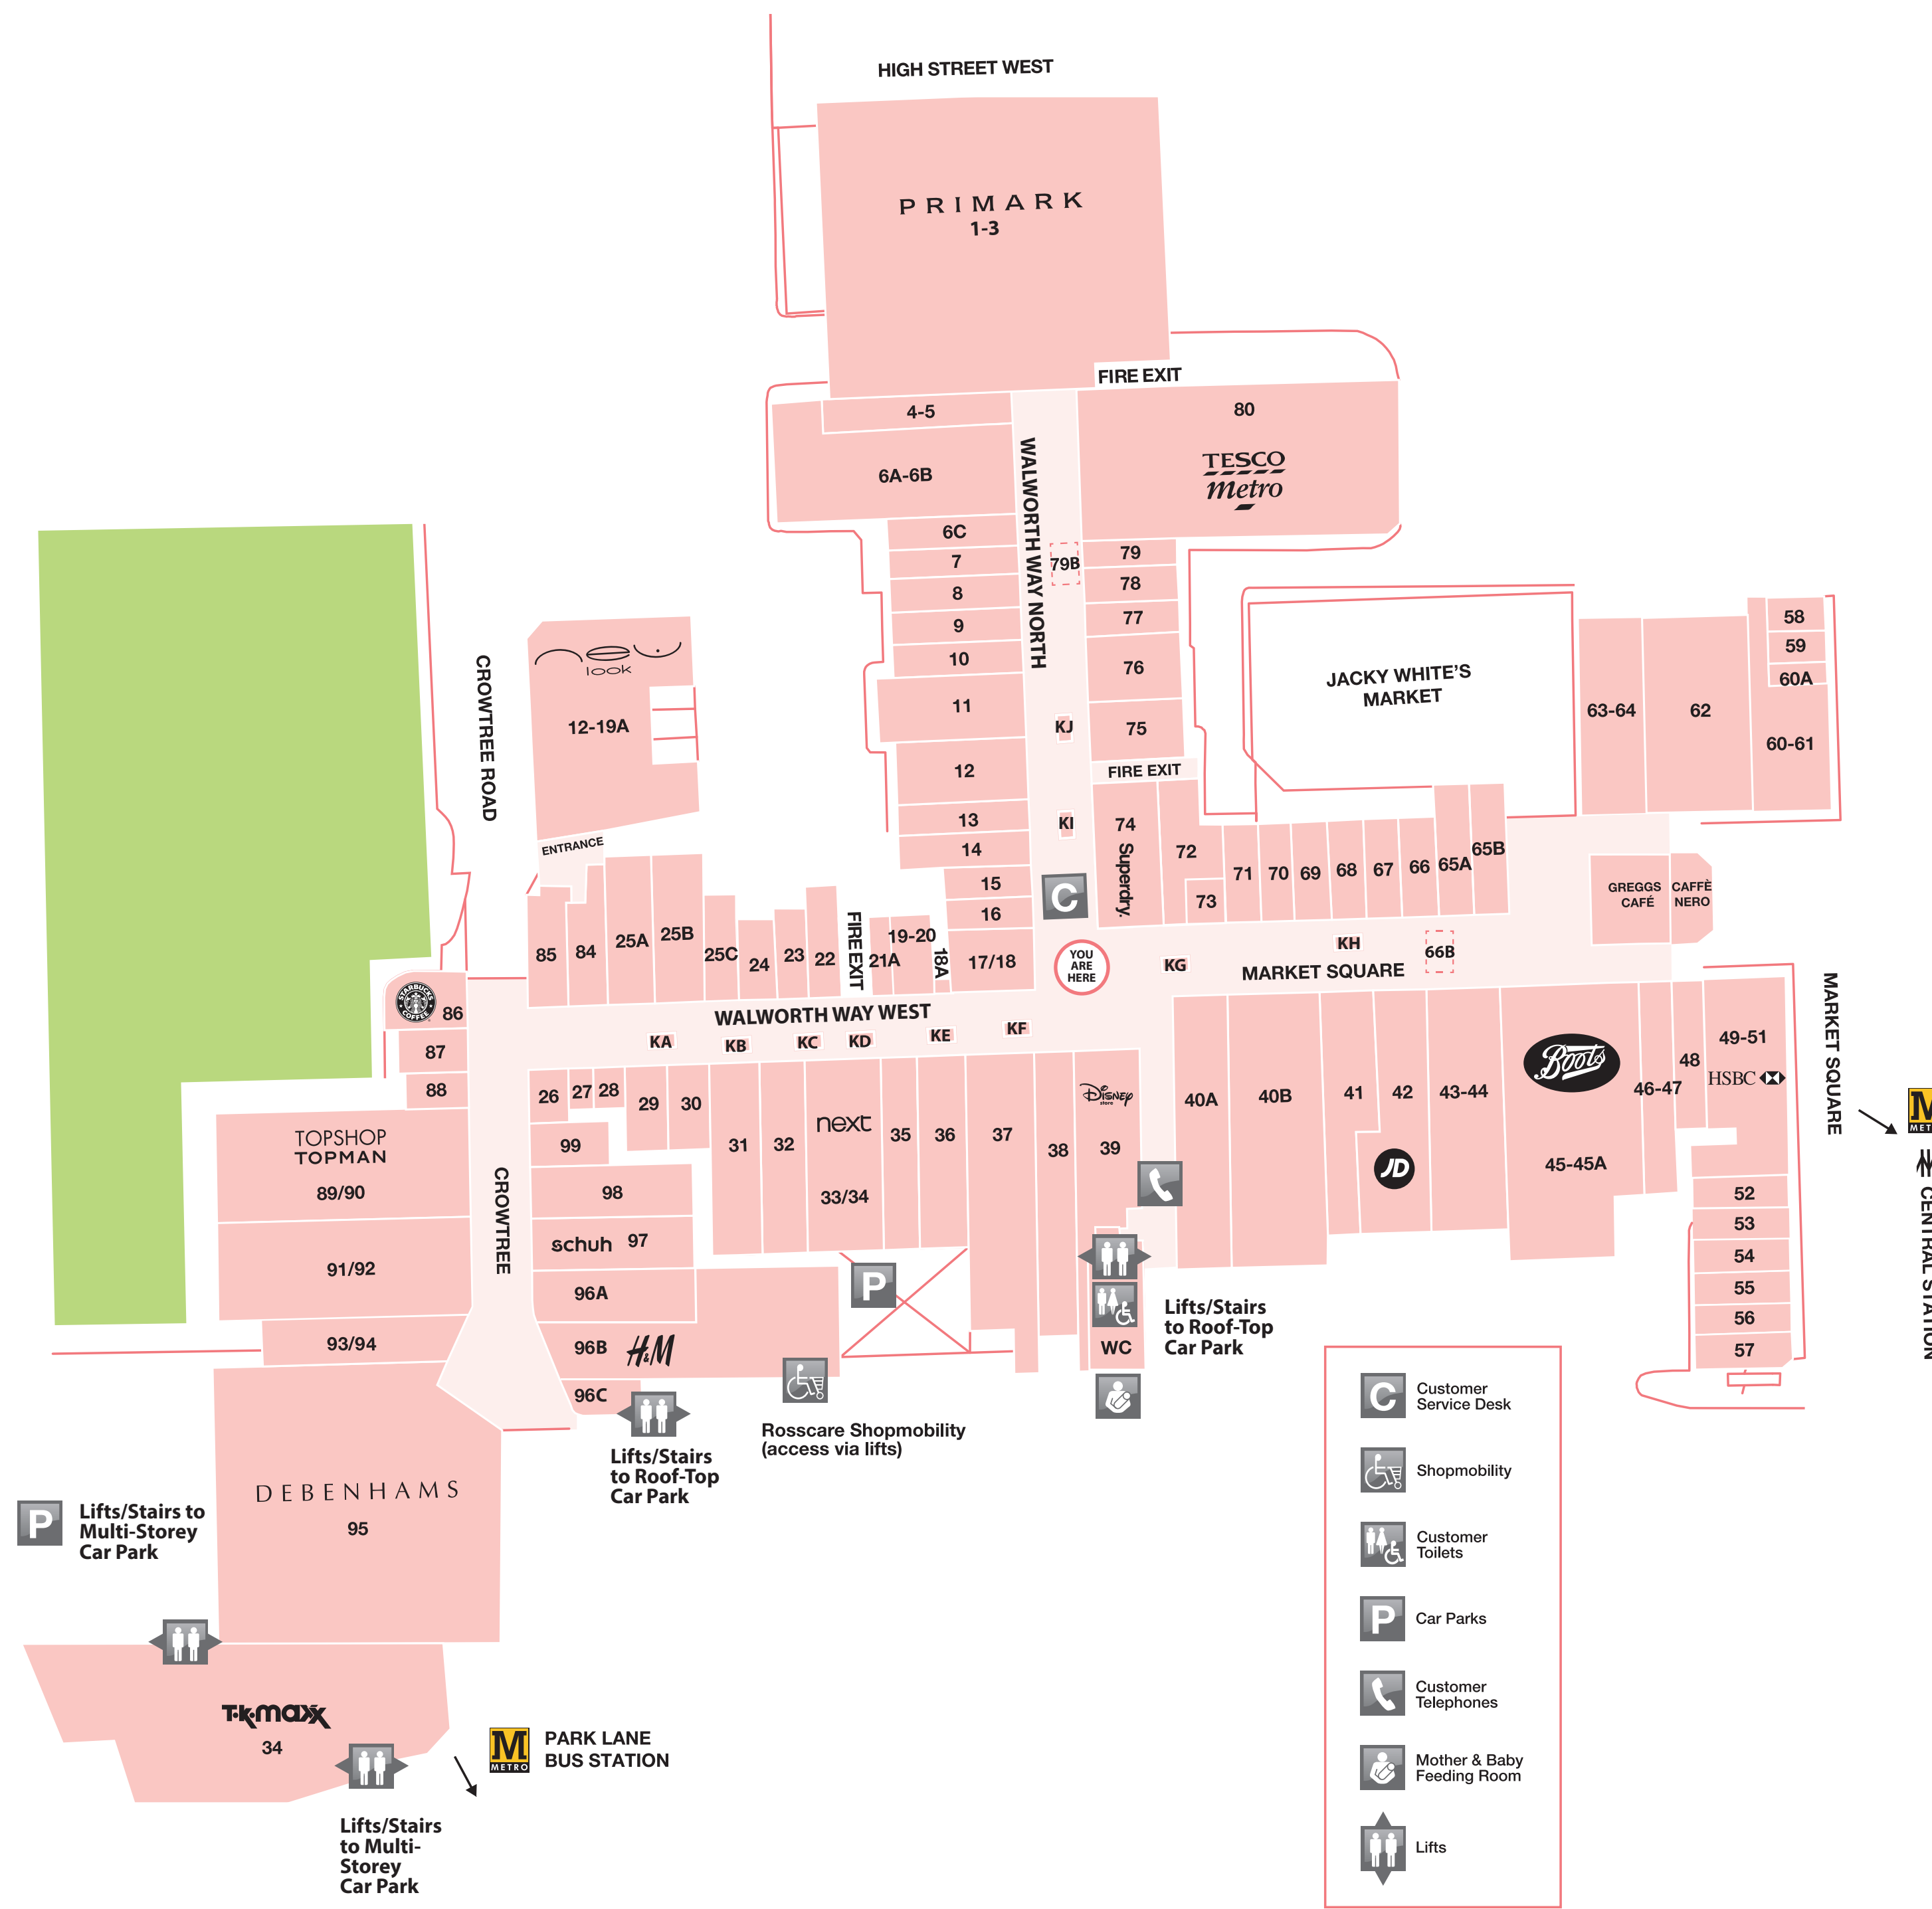 HIGH STREET WEST
PRIMARK
1-3
FIRE EXIT
4-5
80
TESCO
metro
6A-6B
WALWORTH WAY NORTH
6C
7
8
9
10
11
12
13
14
15
16
17/18
79B
79
78
77
76
75
KJ
KI
FIRE EXIT
74
Superdry.
72
73
71
70
69
68
67
66
65A
65B
JACKY WHITE'S
MARKET
63-64
62
58
59
60A
60-61
GREGGS
CAFÉ
CAFFÈ
NERO
CROWTREE ROAD
look
12-19A
ENTRANCE
85
84
25A
25B
25C
24
23
22
FIRE EXIT
21A
19-20
18A
C
YOU
ARE
HERE
KG
KH
66B
MARKET SQUARE
WALWORTH WAY WEST
KA
KB
KC
KD
KE
KF
STARBUCKS
COFFEE
86
87
88
TOPSHOP
TOPMAN
89/90
91/92
93/94
CROWTREE
26
27
28
29
30
99
98
schuh 97
96A
96B H&M
96C
31
32
next
33/34
35
36
37
38
Disney
store
39
40A
40B
41
42
JD
43-44
Boots
45-45A
46-47
48
49-51
HSBC
52
53
54
55
56
57
MARKET SQUARE
M
MET
CENTRAL STATION
P
WC
Lifts/Stairs
to Roof-Top
Car Park
Rosscare Shopmobility
(access via lifts)
Lifts/Stairs
to Roof-Top
Car Park
DEBENHAMS
95
P
Lifts/Stairs to
Multi-Storey
Car Park
T·K·maxx
34
M
METRO
PARK LANE
BUS STATION
Lifts/Stairs
to Multi-
Storey
Car Park
C
Customer
Service Desk
Shopmobility
Customer
Toilets
P
Car Parks
Customer
Telephones
Mother & Baby
Feeding Room
Lifts